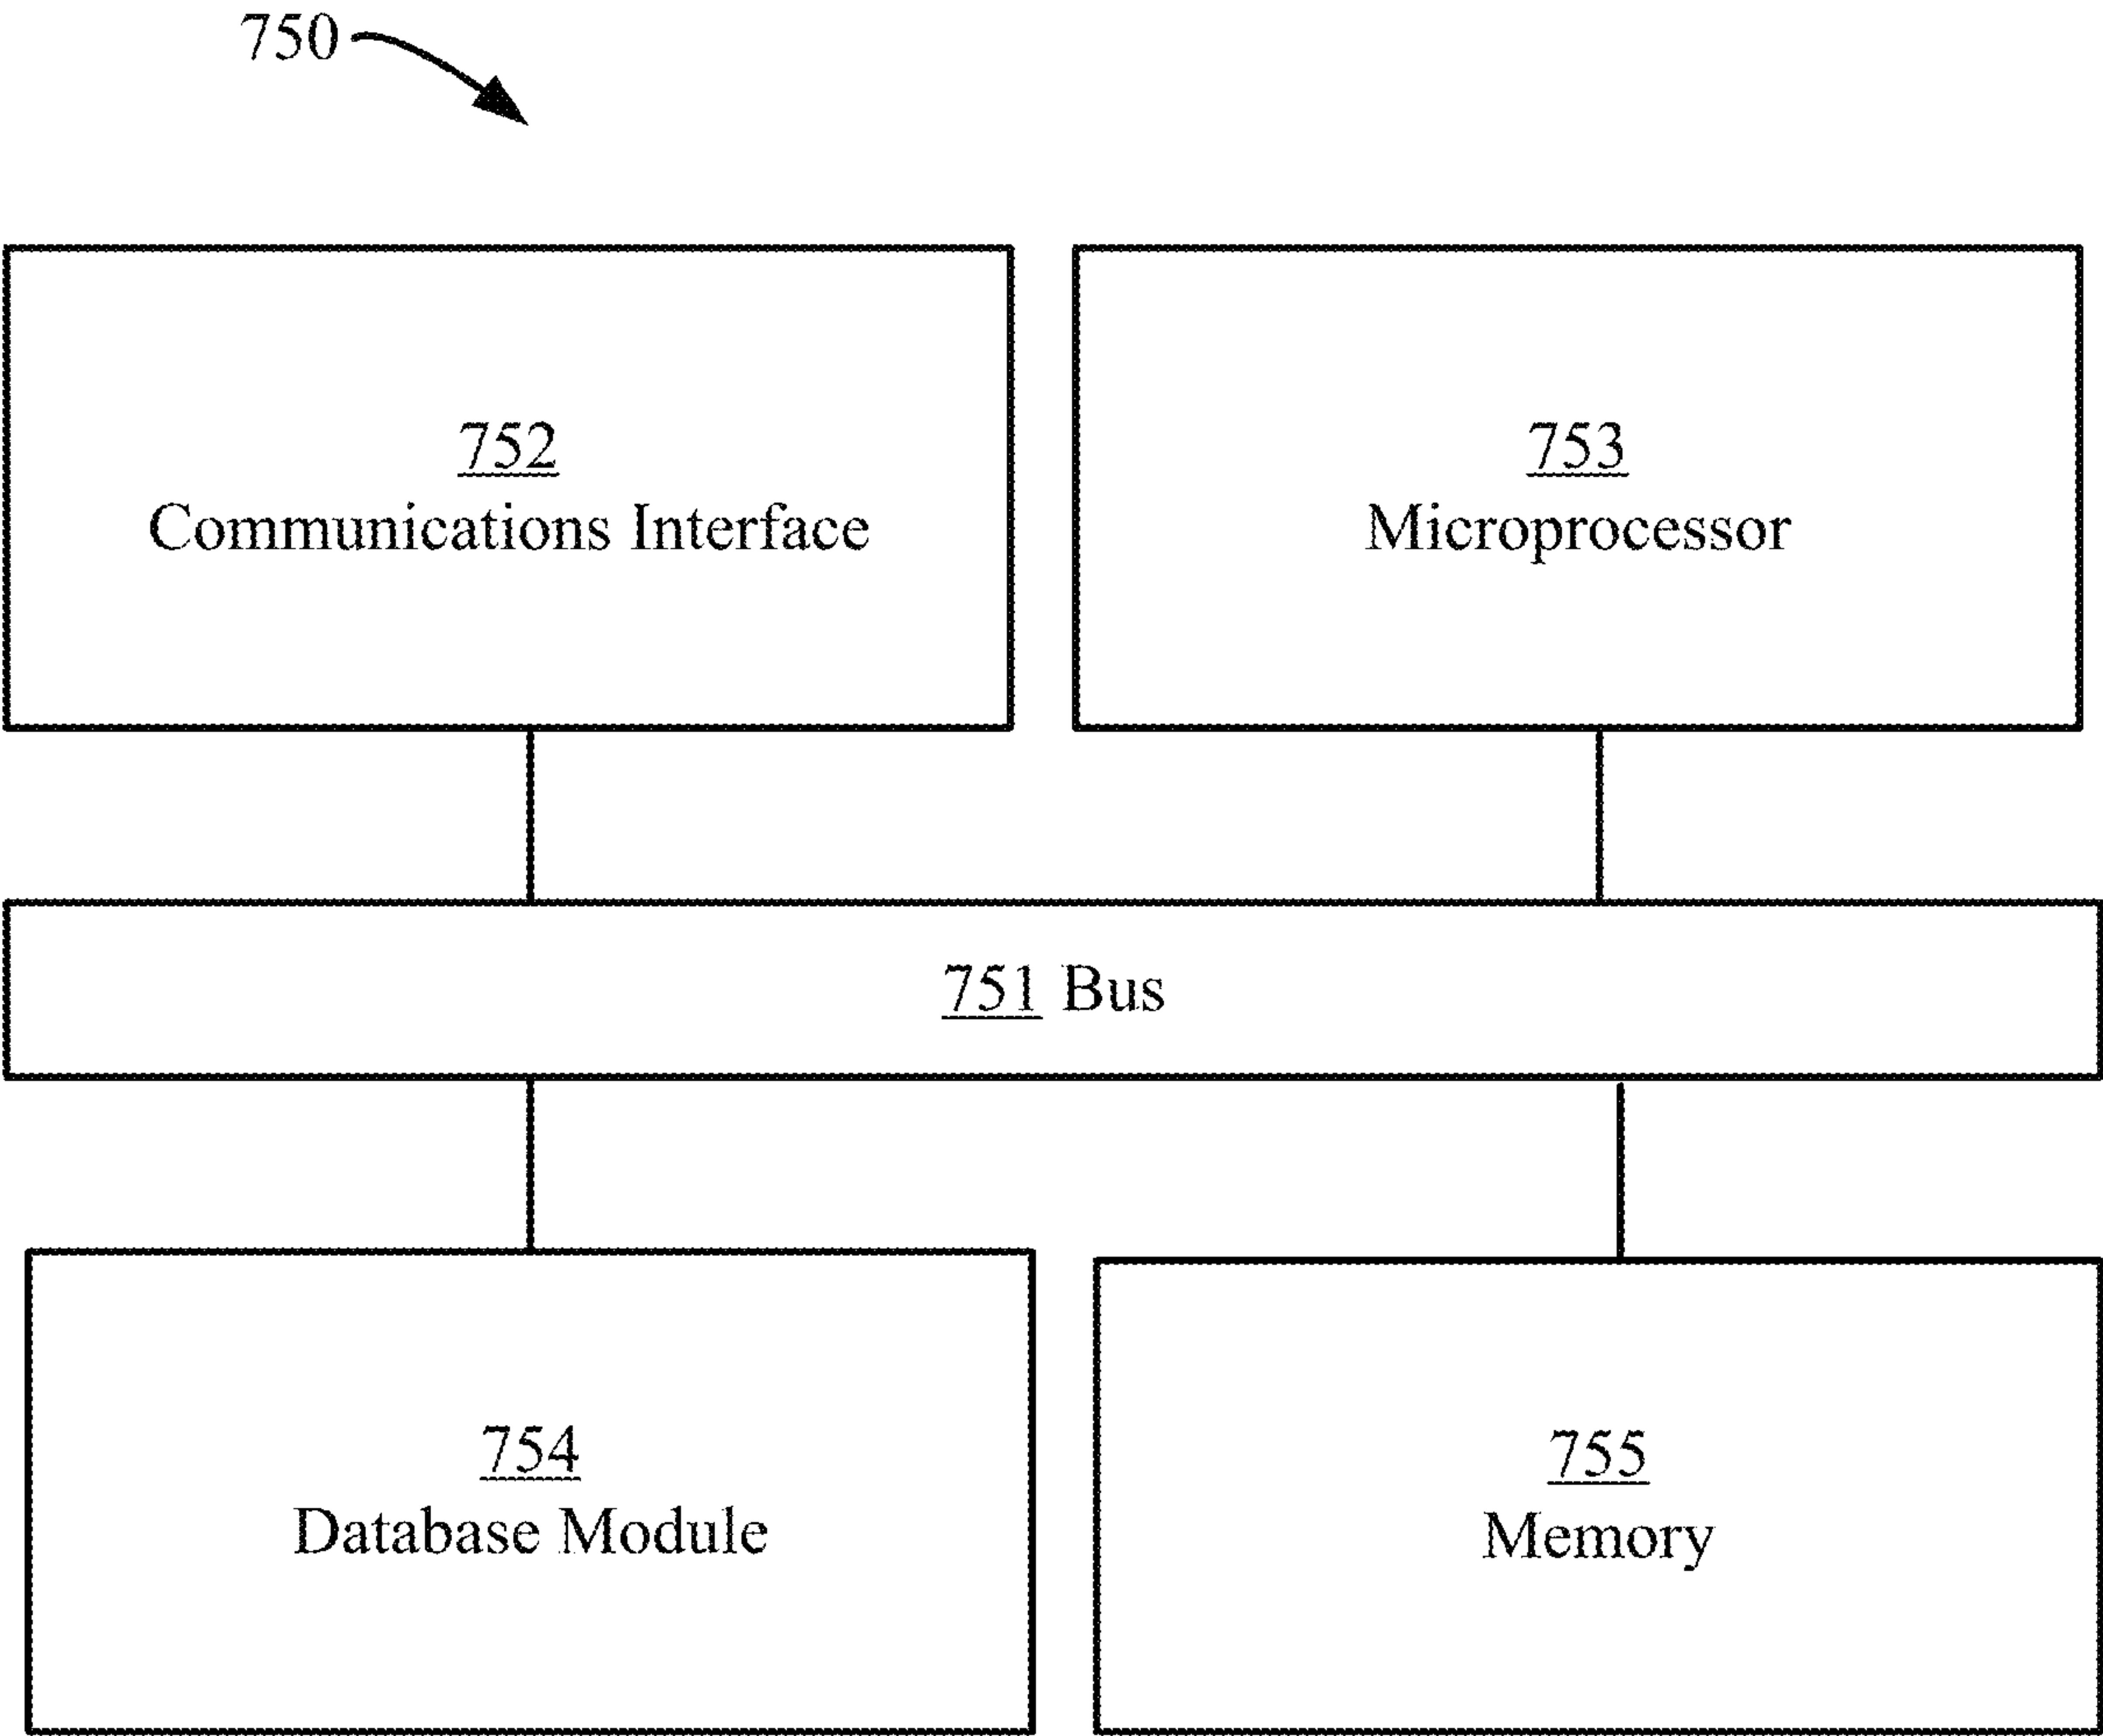 750
752
Communications Interface
753
Microprocessor
751 Bus
754
Database Module
755
Memory